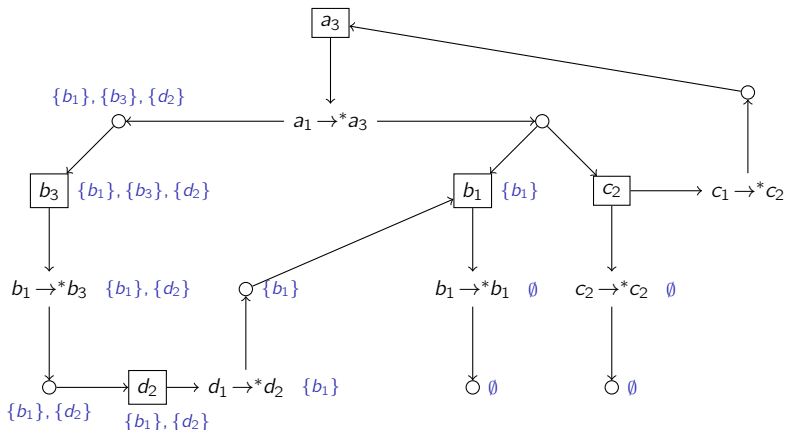 a₃
{b₁}, {b₃}, {d₂}
a₁ →* a₃
b₃ {b₁}, {b₃}, {d₂}
b₁ {b₁}
c₂
c₁ →* c₂
b₁ →* b₃ {b₁}, {d₂}
{b₁}
b₁ →* b₁ ∅
c₂ →* c₂ ∅
{b₁}, {d₂}
d₂
{b₁}, {d₂}
d₁ →* d₂ {b₁}
∅
∅